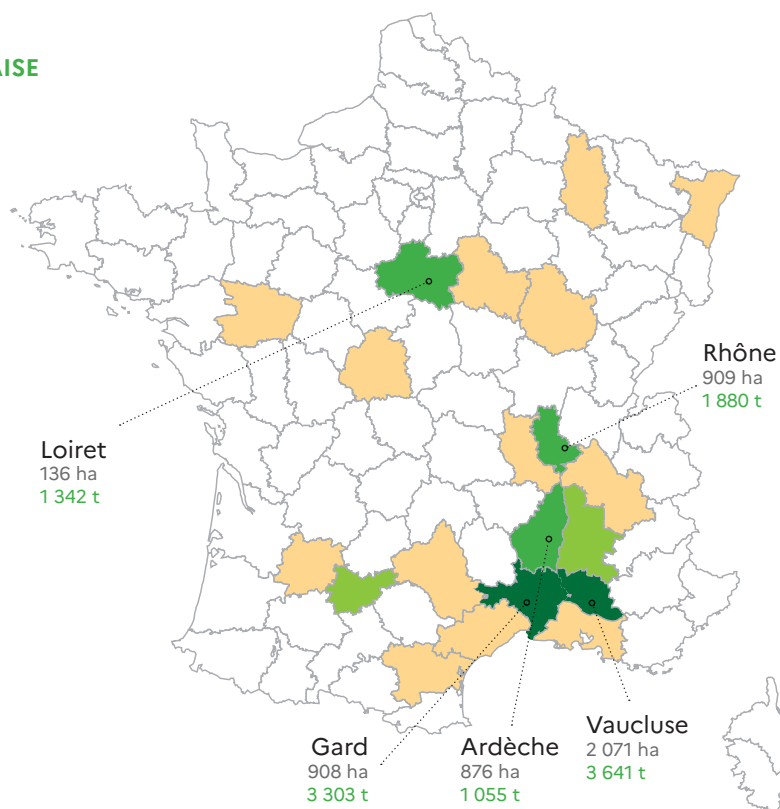 AISE
Rhône
909 ha
1 880 t
Loiret
136 ha
1 342 t
Vaucluse
2 071 ha
3 641 t
Gard
908 ha
3 303 t
Ardèche
876 ha
1 055 t